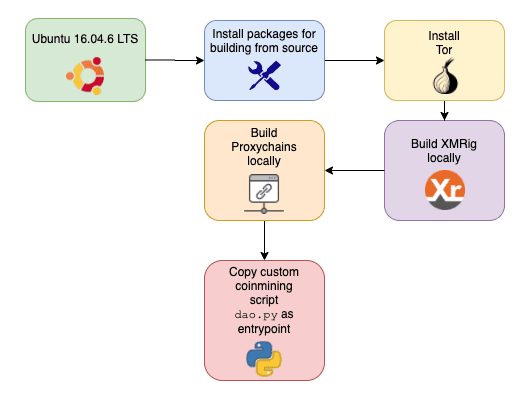 Ubuntu 16.04.6 LTS
Install packages for
building from source
Install
Tor
Build XMRig
locally
Xr
Build
Proxychains
locally
Copy custom
coinmining
script
dao.py as
entrypoint